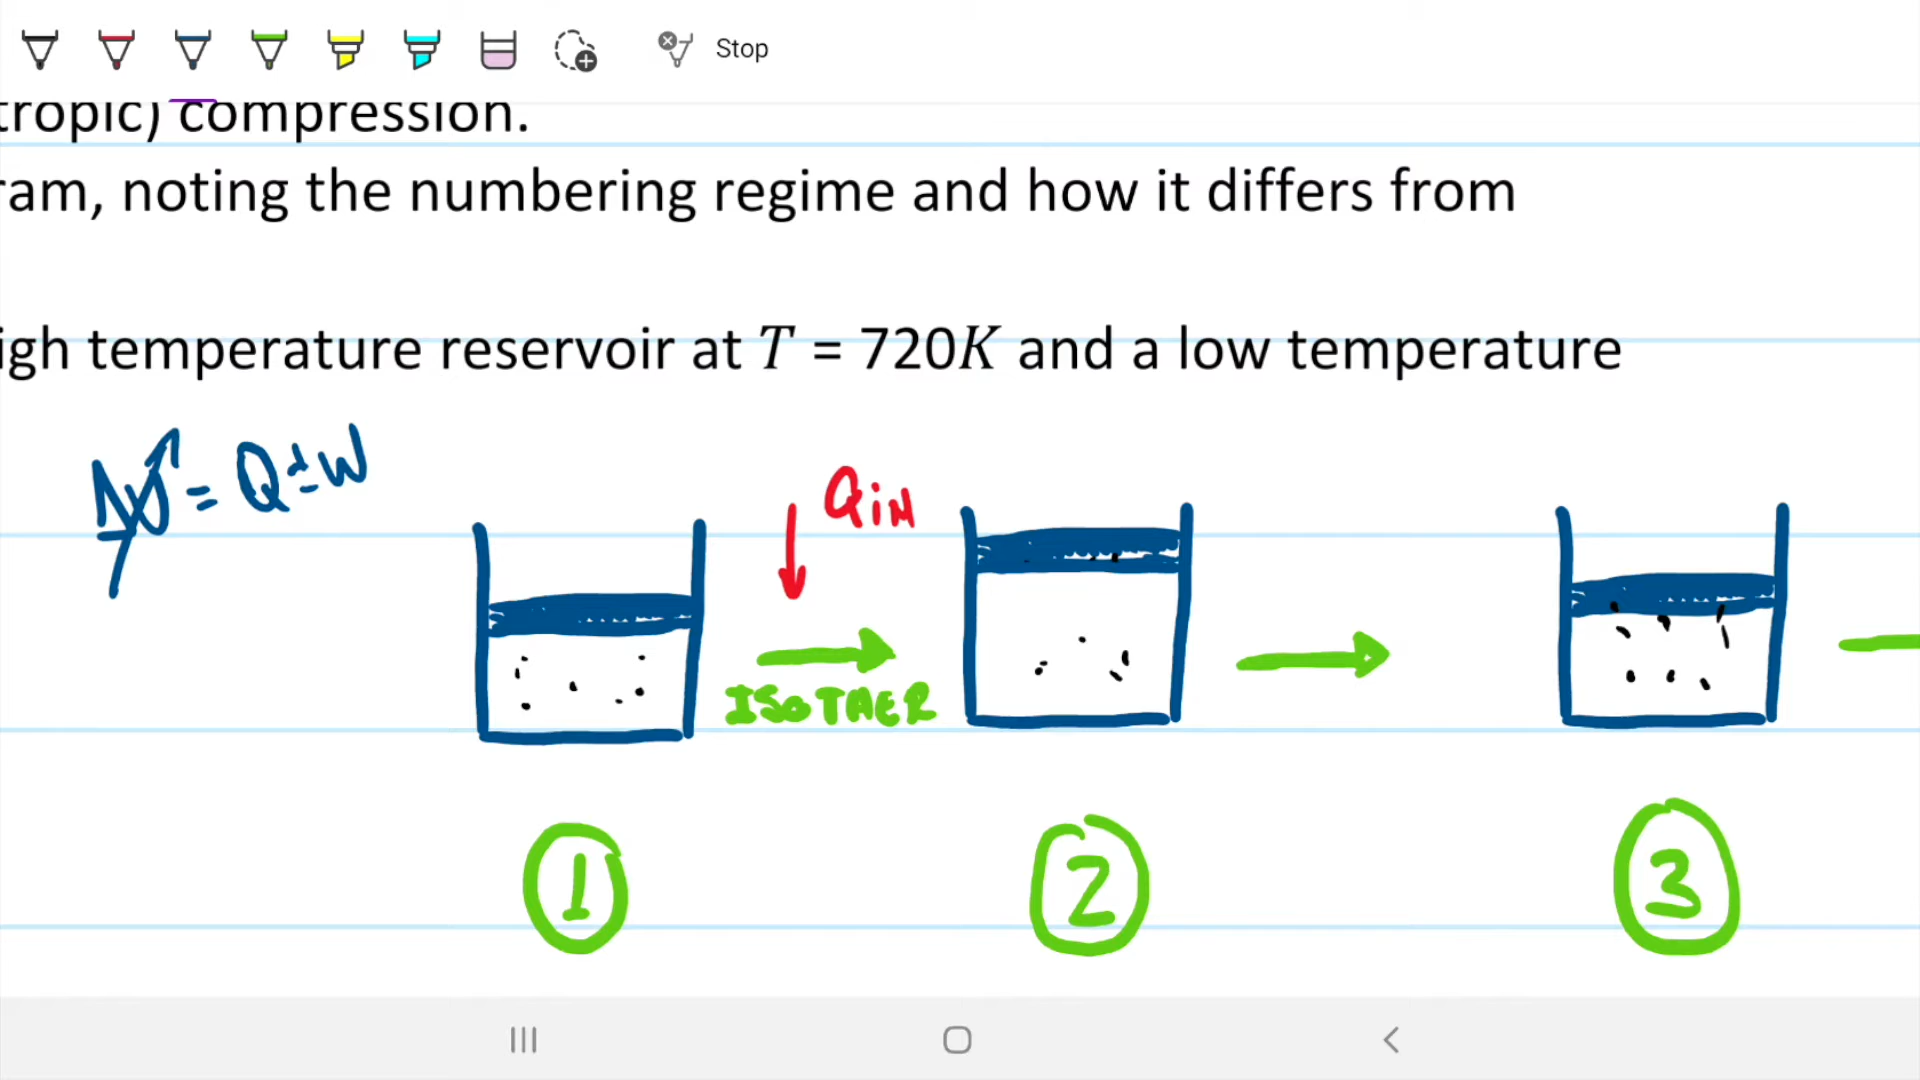 Stop
tropic) compression.
ram, noting the numbering regime and how it differs from
igh temperature reservoir at T = 720K and a low temperature
ΔU = Q ± W
QIN
ISOTHER
1
2
3